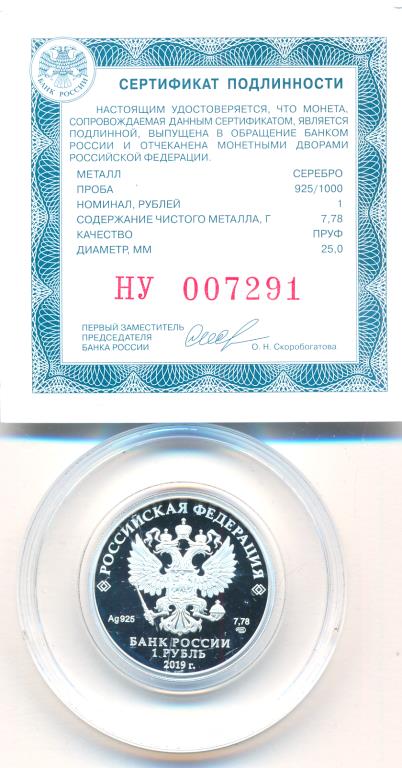 БАНК РОССИИ
СЕРТИФИКАТ ПОДЛИННОСТИ
НАСТОЯЩИМ УДОСТОВЕРЯЕТСЯ, ЧТО МОНЕТА,
СОПРОВОЖДАЕМАЯ ДАННЫМ СЕРТИФИКАТОМ, ЯВЛЯЕТСЯ
ПОДЛИННОЙ, ВЫПУЩЕНА В ОБРАЩЕНИЕ БАНКОМ
РОССИИ И ОТЧЕКАНЕНА МОНЕТНЫМИ ДВОРАМИ
РОССИЙСКОЙ ФЕДЕРАЦИИ.
МЕТАЛЛ СЕРЕБРО
ПРОБА 925/1000
НОМИНАЛ, РУБЛЕЙ 1
СОДЕРЖАНИЕ ЧИСТОГО МЕТАЛЛА, Г 7,78
КАЧЕСТВО ПРУФ
ДИАМЕТР, ММ 25,0
НУ 007291
ПЕРВЫЙ ЗАМЕСТИТЕЛЬ
ПРЕДСЕДАТЕЛЯ
БАНКА РОССИИ
О. Н. Скоробогатова
РОССИЙСКАЯ ФЕДЕРАЦИЯ
Ag 925 7,78
БАНК РОССИИ
1 РУБЛЬ
2019 г.